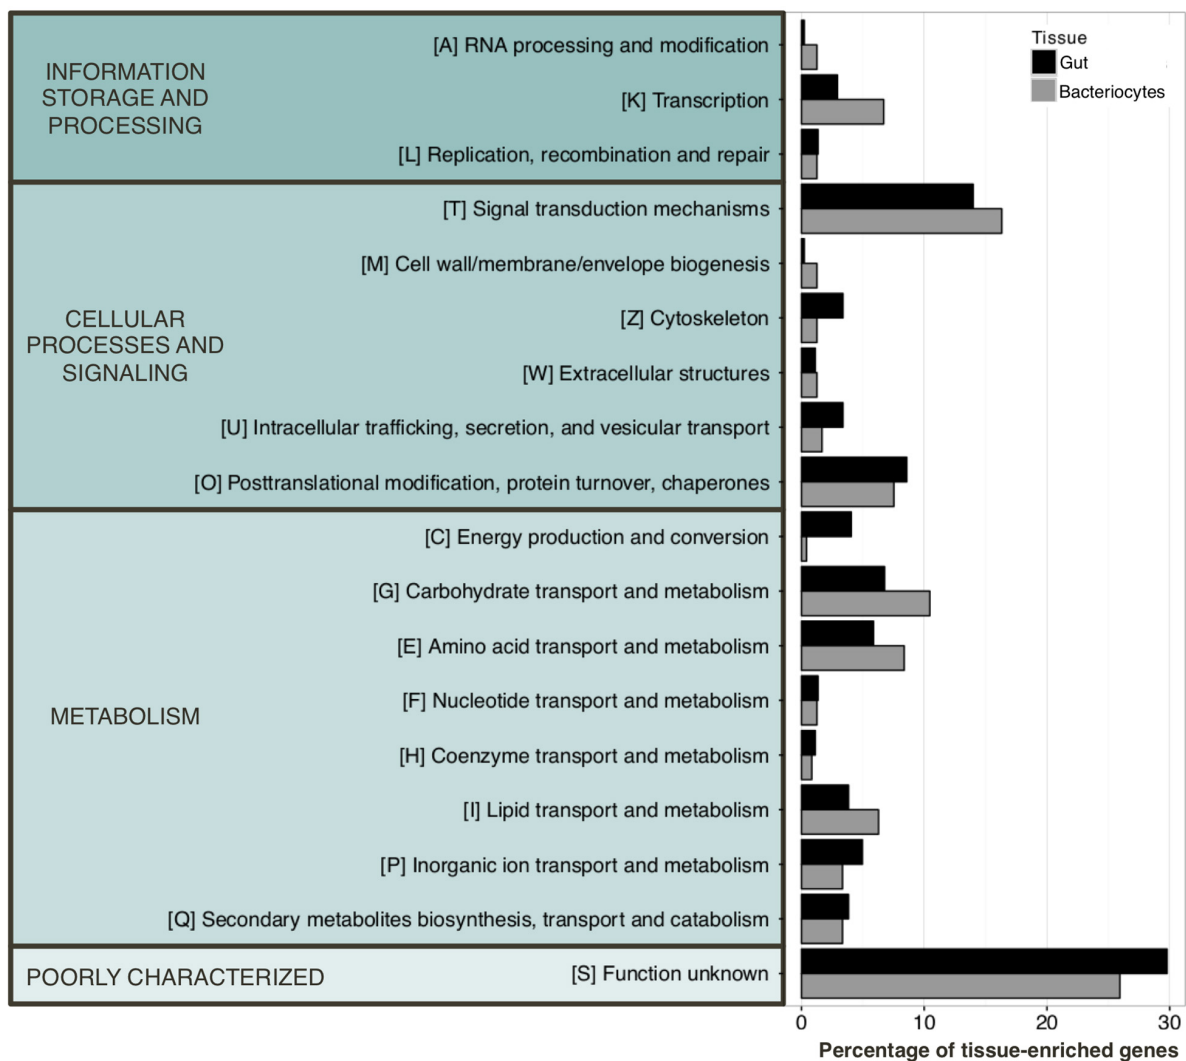 INFORMATION
STORAGE AND
PROCESSING
[A] RNA processing and modification
[K] Transcription
[L] Replication, recombination and repair
CELLULAR
PROCESSES AND
SIGNALING
[T] Signal transduction mechanisms
[M] Cell wall/membrane/envelope biogenesis
[Z] Cytoskeleton
[W] Extracellular structures
[U] Intracellular trafficking, secretion, and vesicular transport
[O] Posttranslational modification, protein turnover, chaperones
METABOLISM
[C] Energy production and conversion
[G] Carbohydrate transport and metabolism
[E] Amino acid transport and metabolism
[F] Nucleotide transport and metabolism
[H] Coenzyme transport and metabolism
[I] Lipid transport and metabolism
[P] Inorganic ion transport and metabolism
[Q] Secondary metabolites biosynthesis, transport and catabolism
POORLY CHARACTERIZED
[S] Function unknown
Tissue
Gut
Bacteriocytes
0 10 20 30
Percentage of tissue-enriched genes